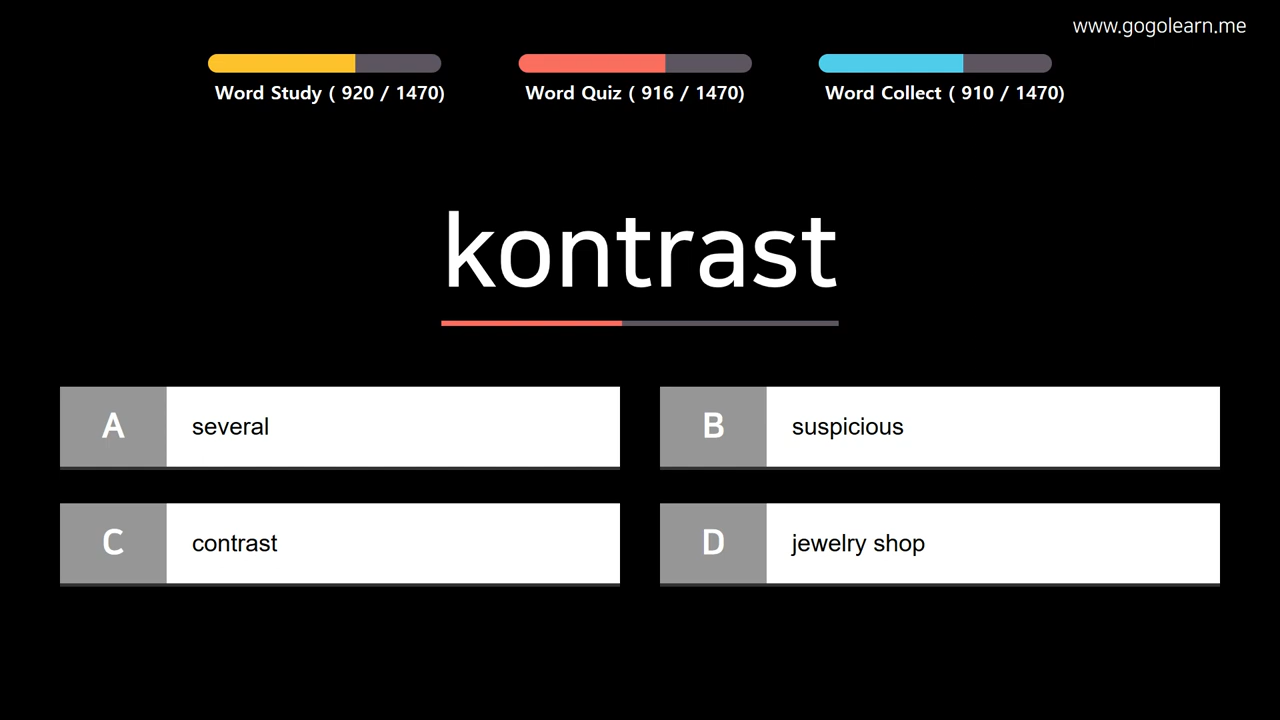 www.gogolearn.me
Word Study ( 920 / 1470)
Word Quiz ( 916 / 1470)
Word Collect ( 910 / 1470)
kontrast
A several
B suspicious
C contrast
D jewelry shop